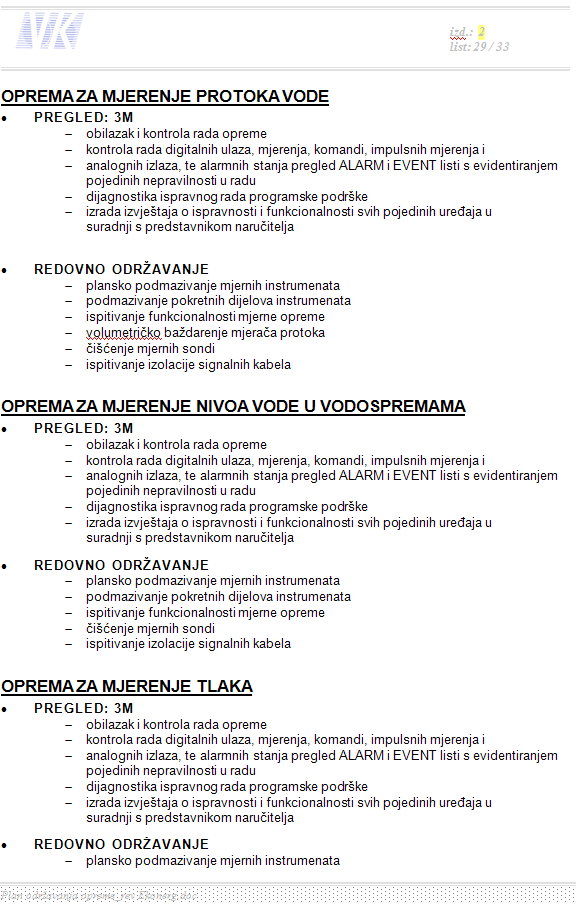 NK
izd.: 2
list: 29 / 33
OPREMA ZA MJERENJE PROTOKA VODE
• PREGLED: 3M
– obilazak i kontrola rada opreme
– kontrola rada digitalnih ulaza, mjerenja, komandi, impulsnih mjerenja i
– analognih izlaza, te alarmnih stanja pregled ALARM i EVENT listi s evidentiranjem
pojedinih nepravilnosti u radu
– dijagnostika ispravnog rada programske podrške
– izrada izvještaja o ispravnosti i funkcionalnosti svih pojedinih uređaja u
suradnji s predstavnikom naručitelja
• REDOVNO ODRŽAVANJE
– plansko podmazivanje mjernih instrumenata
– podmazivanje pokretnih dijelova instrumenata
– ispitivanje funkcionalnosti mjerne opreme
– volumetričko baždarenje mjerača protoka
– čišćenje mjernih sondi
– ispitivanje izolacije signalnih kabela
OPREMA ZA MJERENJE NIVOA VODE U VODOSPREMAMA
• PREGLED: 3M
– obilazak i kontrola rada opreme
– kontrola rada digitalnih ulaza, mjerenja, komandi, impulsnih mjerenja i
– analognih izlaza, te alarmnih stanja pregled ALARM i EVENT listi s evidentiranjem
pojedinih nepravilnosti u radu
– dijagnostika ispravnog rada programske podrške
– izrada izvještaja o ispravnosti i funkcionalnosti svih pojedinih uređaja u
suradnji s predstavnikom naručitelja
• REDOVNO ODRŽAVANJE
– plansko podmazivanje mjernih instrumenata
– podmazivanje pokretnih dijelova instrumenata
– ispitivanje funkcionalnosti mjerne opreme
– čišćenje mjernih sondi
– ispitivanje izolacije signalnih kabela
OPREMA ZA MJERENJE TLAKA
• PREGLED: 3M
– obilazak i kontrola rada opreme
– kontrola rada digitalnih ulaza, mjerenja, komandi, impulsnih mjerenja i
– analognih izlaza, te alarmnih stanja pregled ALARM i EVENT listi s evidentiranjem
pojedinih nepravilnosti u radu
– dijagnostika ispravnog rada programske podrške
– izrada izvještaja o ispravnosti i funkcionalnosti svih pojedinih uređaja u
suradnji s predstavnikom naručitelja
• REDOVNO ODRŽAVANJE
– plansko podmazivanje mjernih instrumenata
Plan održavanja opreme_rev Ekonerg.doc